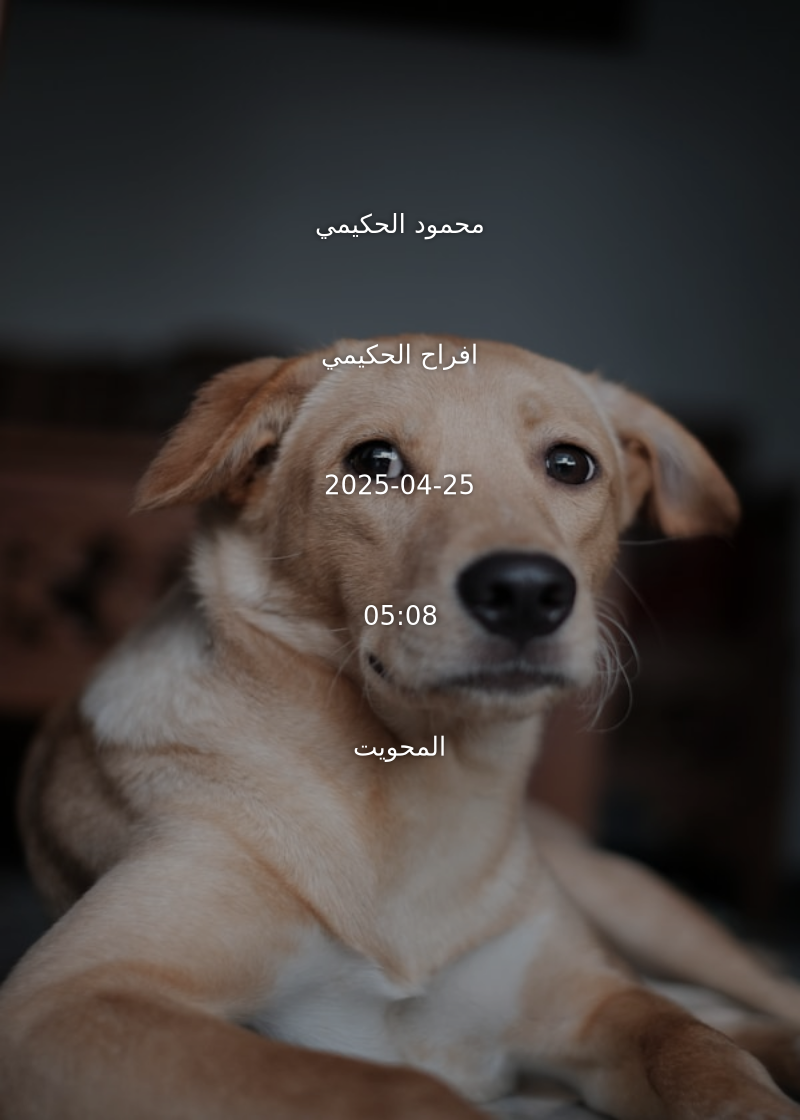 محمود الحكيمي
افراح الحكيمي
2025-04-25
05:08
المحويت